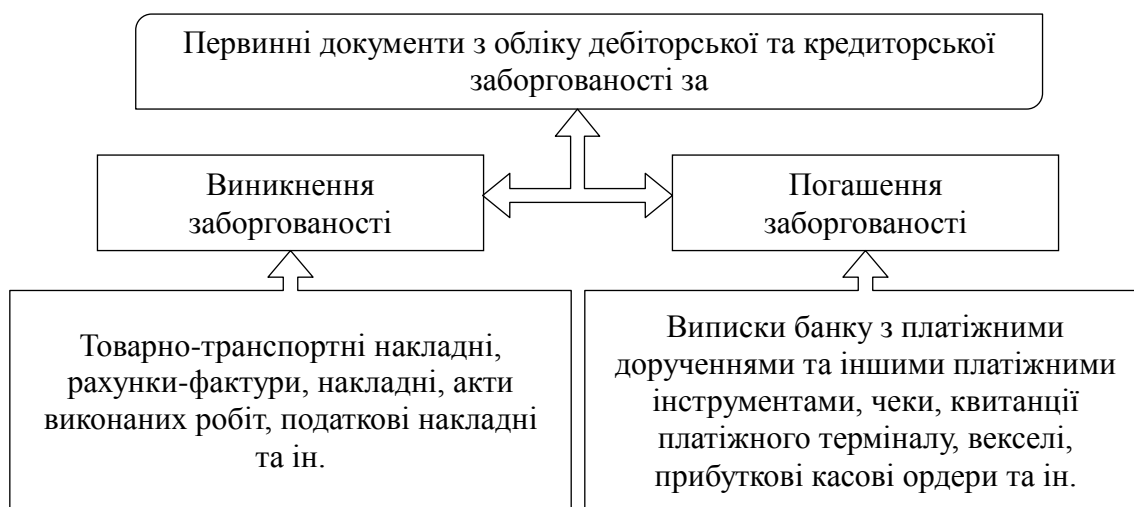 Первинні документи з обліку дебіторської та кредиторської
заборгованості за
Виникнення
заборгованості
Погашення
заборгованості
Товарно-транспортні накладні,
рахунки-фактури, накладні, акти
виконаних робіт, податкові накладні
та ін.
Виписки банку з платіжними
дорученнями та іншими платіжними
інструментами, чеки, квитанції
платіжного терміналу, векселі,
прибуткові касові ордери та ін.